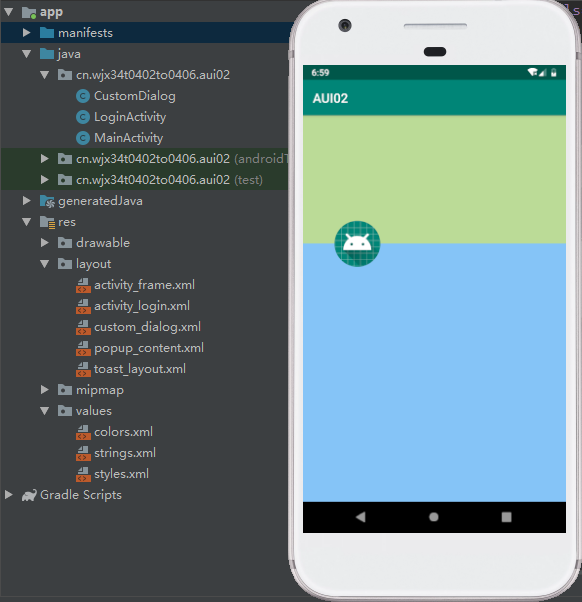 app
manifests
java
cn.wjx34t0402to0406.aui02
CustomDialog
LoginActivity
MainActivity
cn.wjx34t0402to0406.aui02 (androidT
cn.wjx34t0402to0406.aui02 (test)
generatedJava
res
drawable
layout
activity_frame.xml
activity_login.xml
custom_dialog.xml
popup_content.xml
toast_layout.xml
mipmap
values
colors.xml
strings.xml
styles.xml
Gradle Scripts
ls
6:59
AUI02